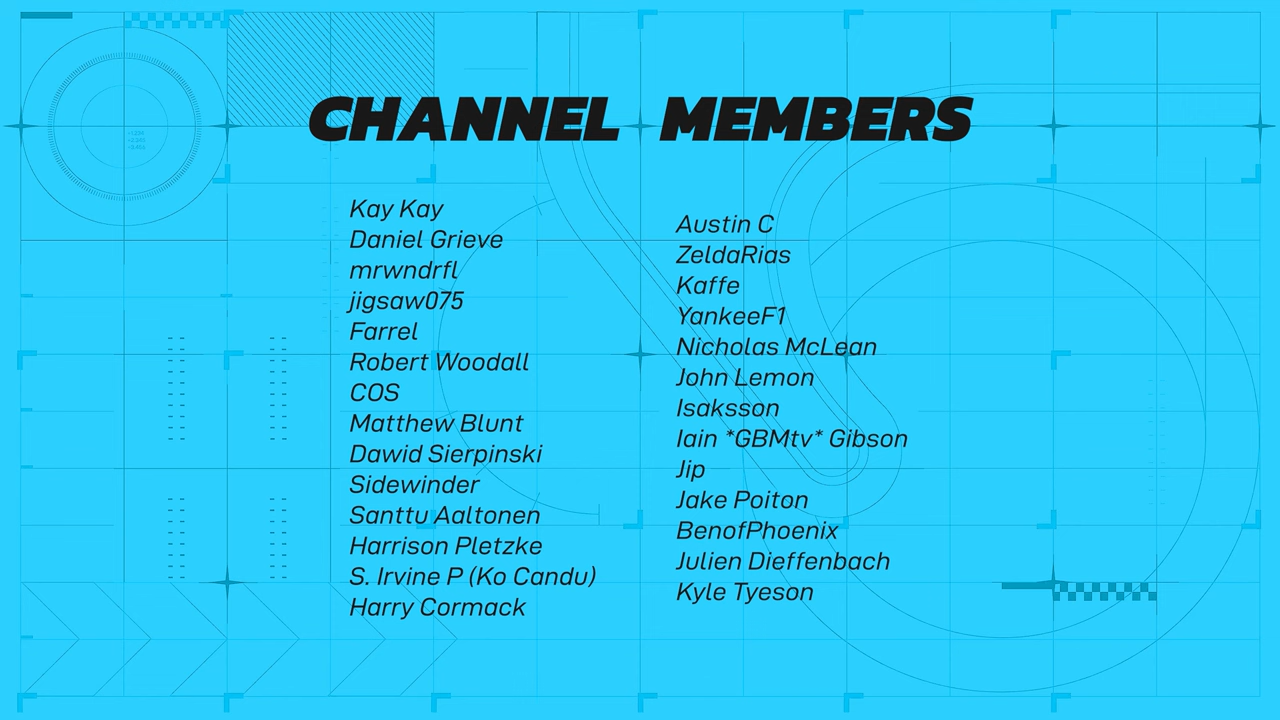 CHANNEL MEMBERS
Kay Kay
Daniel Grieve
mrwndrfl
jigsaw075
Farrel
Robert Woodall
COS
Matthew Blunt
Dawid Sierpinski
Sidewinder
Santtu Aaltonen
Harrison Pletzke
S. Irvine P (Ko Candu)
Harry Cormack
Austin C
ZeldaRias
Kaffe
YankeeF1
Nicholas McLean
John Lemon
Isaksson
Iain *GBMtv* Gibson
Jip
Jake Poiton
BenofPhoenix
Julien Dieffenbach
Kyle Tyeson